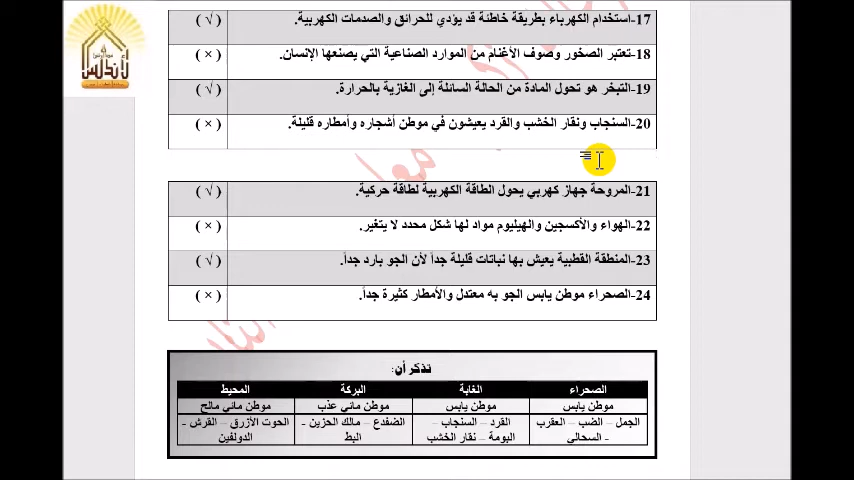 17-استخدام الكهرباء بطريقة خاطئة قد يؤدي للحرائق والصدمات الكهربية. ( √ )
18-تعتبر الصخور وصوف الأغنام من الموارد الصناعية التي يصنعها الإنسان. ( × )
19-التبخر هو تحول المادة من الحالة السائلة إلى الغازية بالحرارة. ( √ )
20-السنجاب ونقار الخشب والقرد يعيشون في موطن أشجاره وأمطاره قليلة. ( × )
21-المروحة جهاز كهربي يحول الطاقة الكهربية لطاقة حركية. ( √ )
22-الهواء والأكسجين والهيليوم مواد لها شكل محدد لا يتغير. ( × )
23-المنطقة القطبية يعيش بها نباتات قليلة جداً لأن الجو بارد جداً. ( √ )
24-الصحراء موطن يابس الجو به معتدل والأمطار كثيرة جداً. ( × )
تذكر أن:
الصحراء الغابة البركة المحيط
موطن يابس موطن يابس موطن مائي عذب موطن مائي مالح
الجمل – الضب – العقرب القرد – السنجاب – الضفدع – مالك الحزين - الحوت الأزرق – القرش -
- السحالى البومة – نقار الخشب البط الدولفين
الأندلس